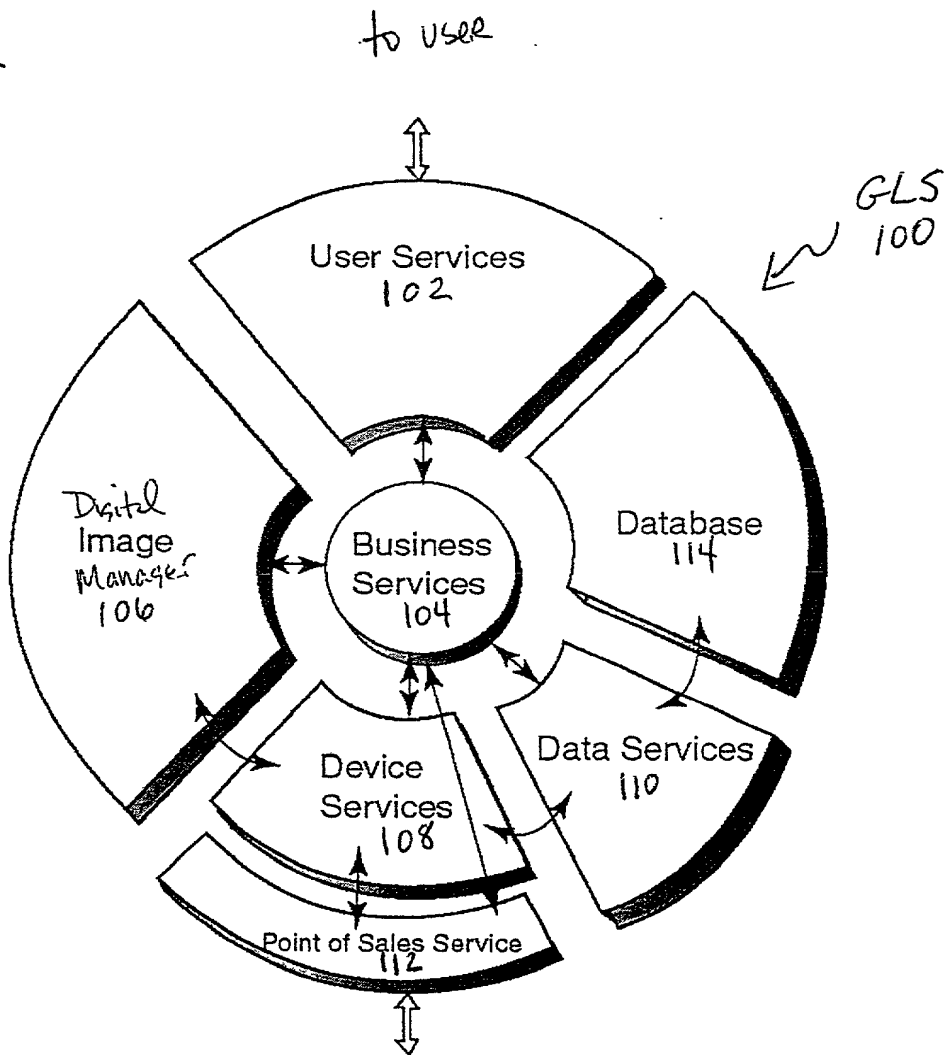 to user
GLS
100
User Services
102
Digital
Image
Manager
106
Business
Services
104
Database
114
Device
Services
108
Data Services
110
Point of Sales Service
112